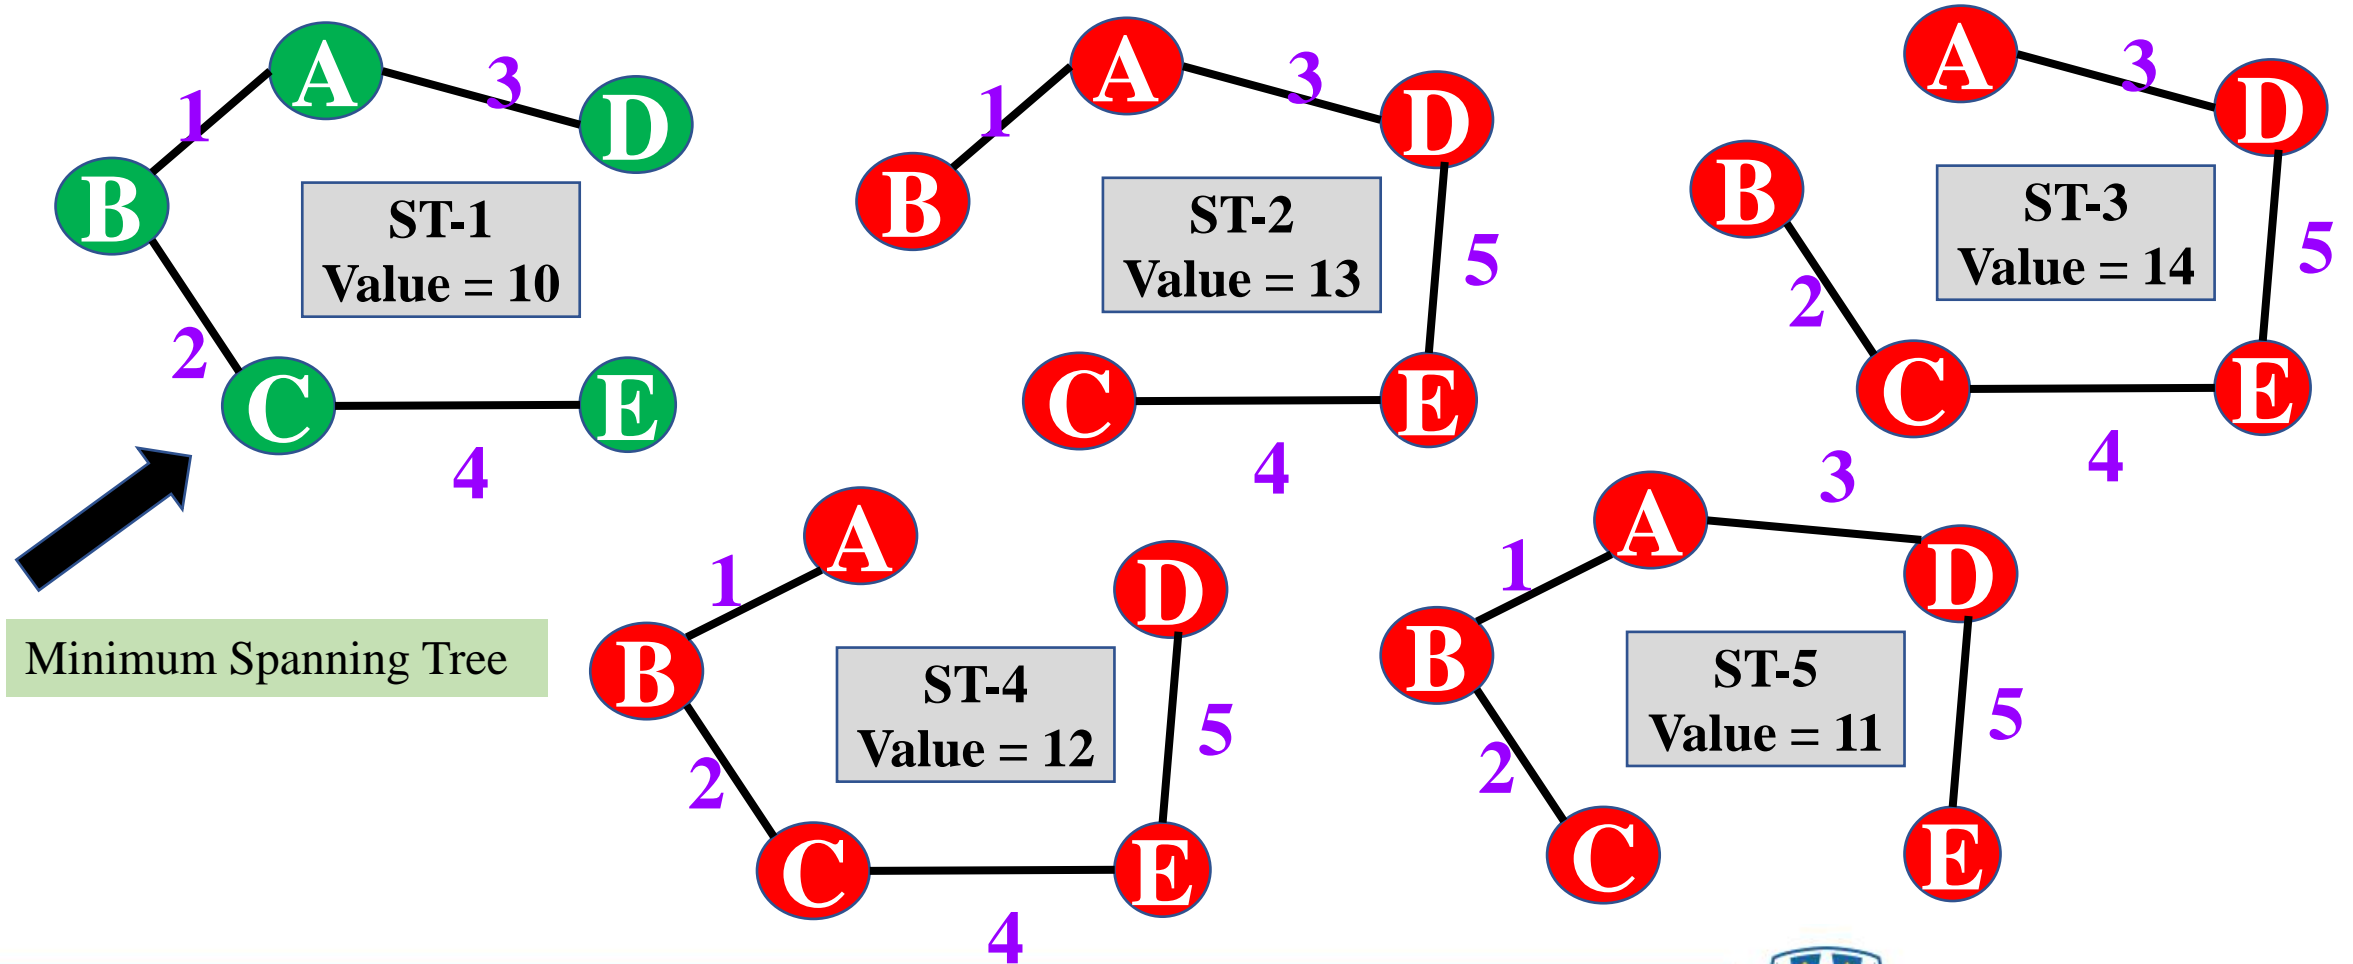 A
3
D
1
B
ST-1
Value = 10
2
C
E
4
A
3
D
1
B
ST-2
Value = 13
5
C
E
4
A
3
D
B
ST-3
Value = 14
5
2
C
E
4
Minimum Spanning Tree
A
1
D
B
ST-4
Value = 12
5
2
C
E
4
A
3
1
D
B
ST-5
Value = 11
5
2
C
E